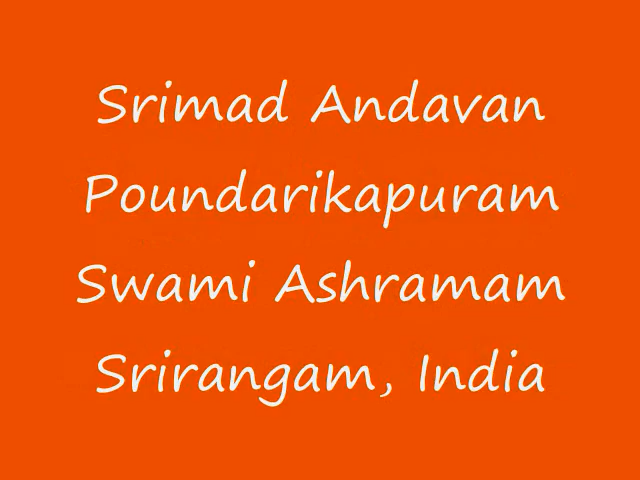 Srimad Andavan
Poundarikapuram
Swami Ashramam
Srirangam, India